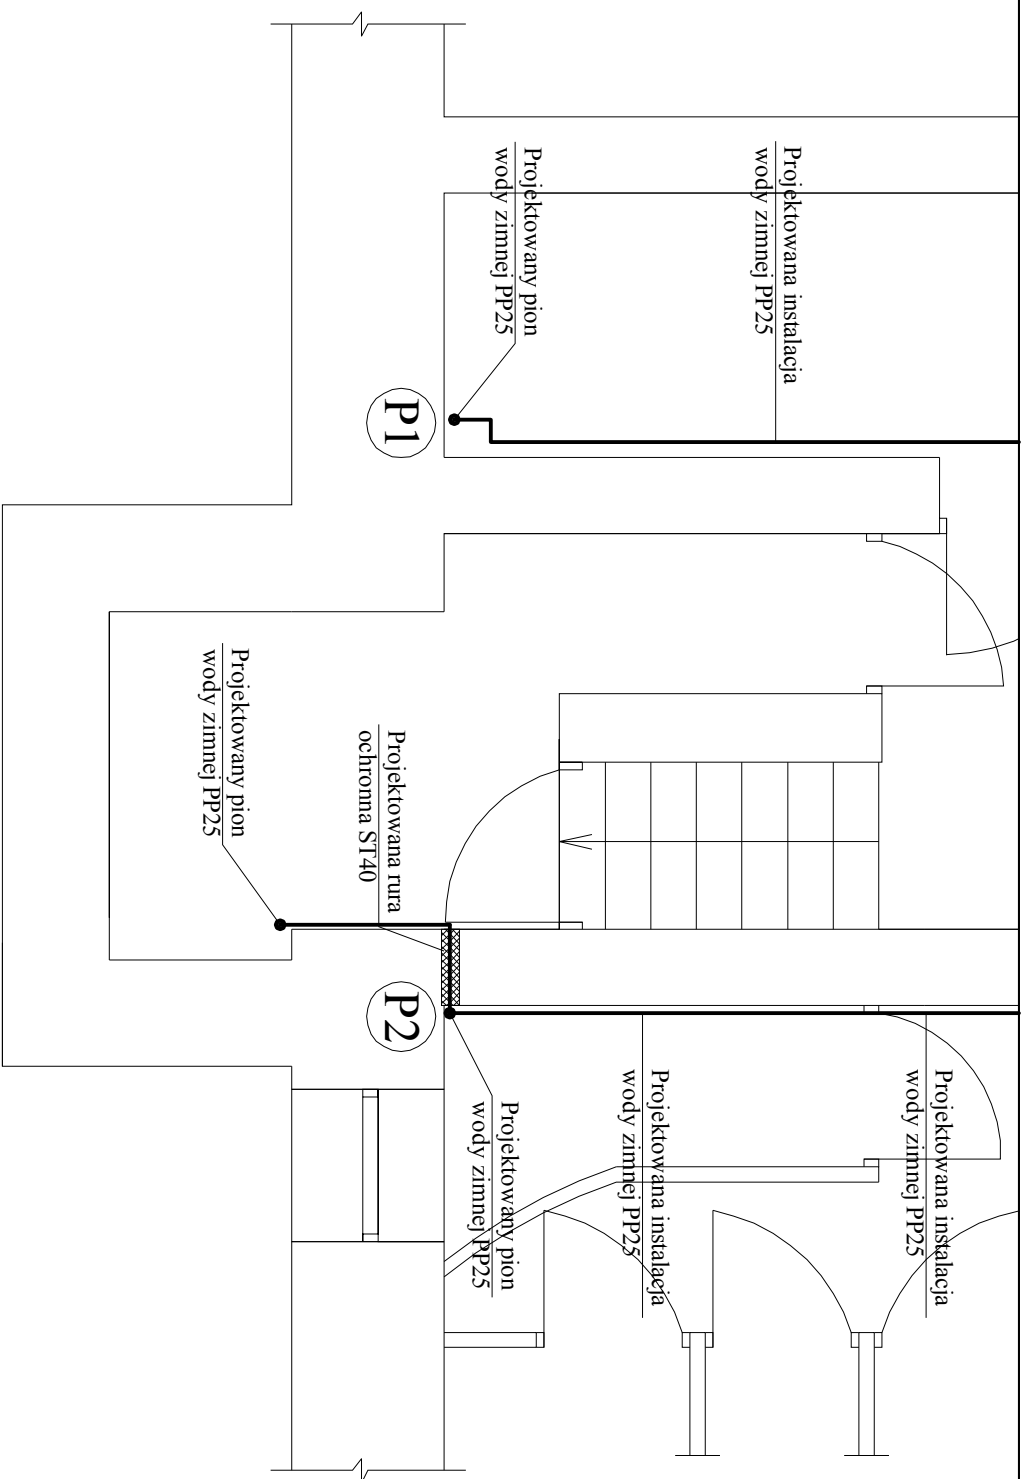 Projektowany pion
wody zimnej PP25
Projektowana instalacja
wody zimnej PP25
P1
Projektowany pion
wody zimnej PP25
Projektowana rura
ochronna ST40
P2
Projektowany pion
wody zimnej PP25
Projektowana instalacja
wody zimnej PP25
Projektowana instalacja
wody zimnej PP25